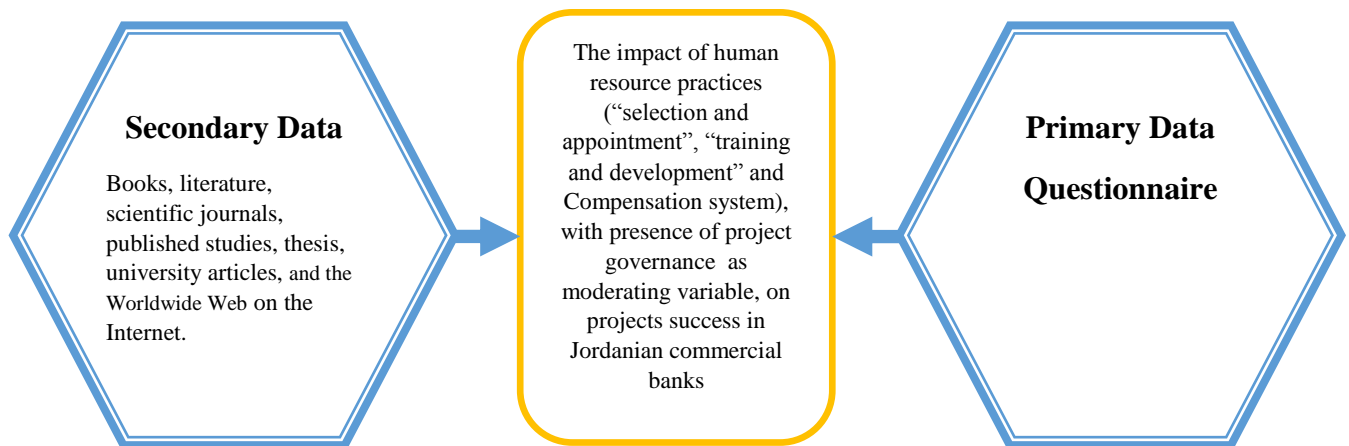 Secondary Data
Books, literature,
scientific journals,
published studies, thesis,
university articles, and the
Worldwide Web on the
Internet.
The impact of human
resource practices
(“selection and
appointment”, “training
and development” and
Compensation system),
with presence of project
governance as
moderating variable, on
projects success in
Jordanian commercial
banks
Primary Data
Questionnaire